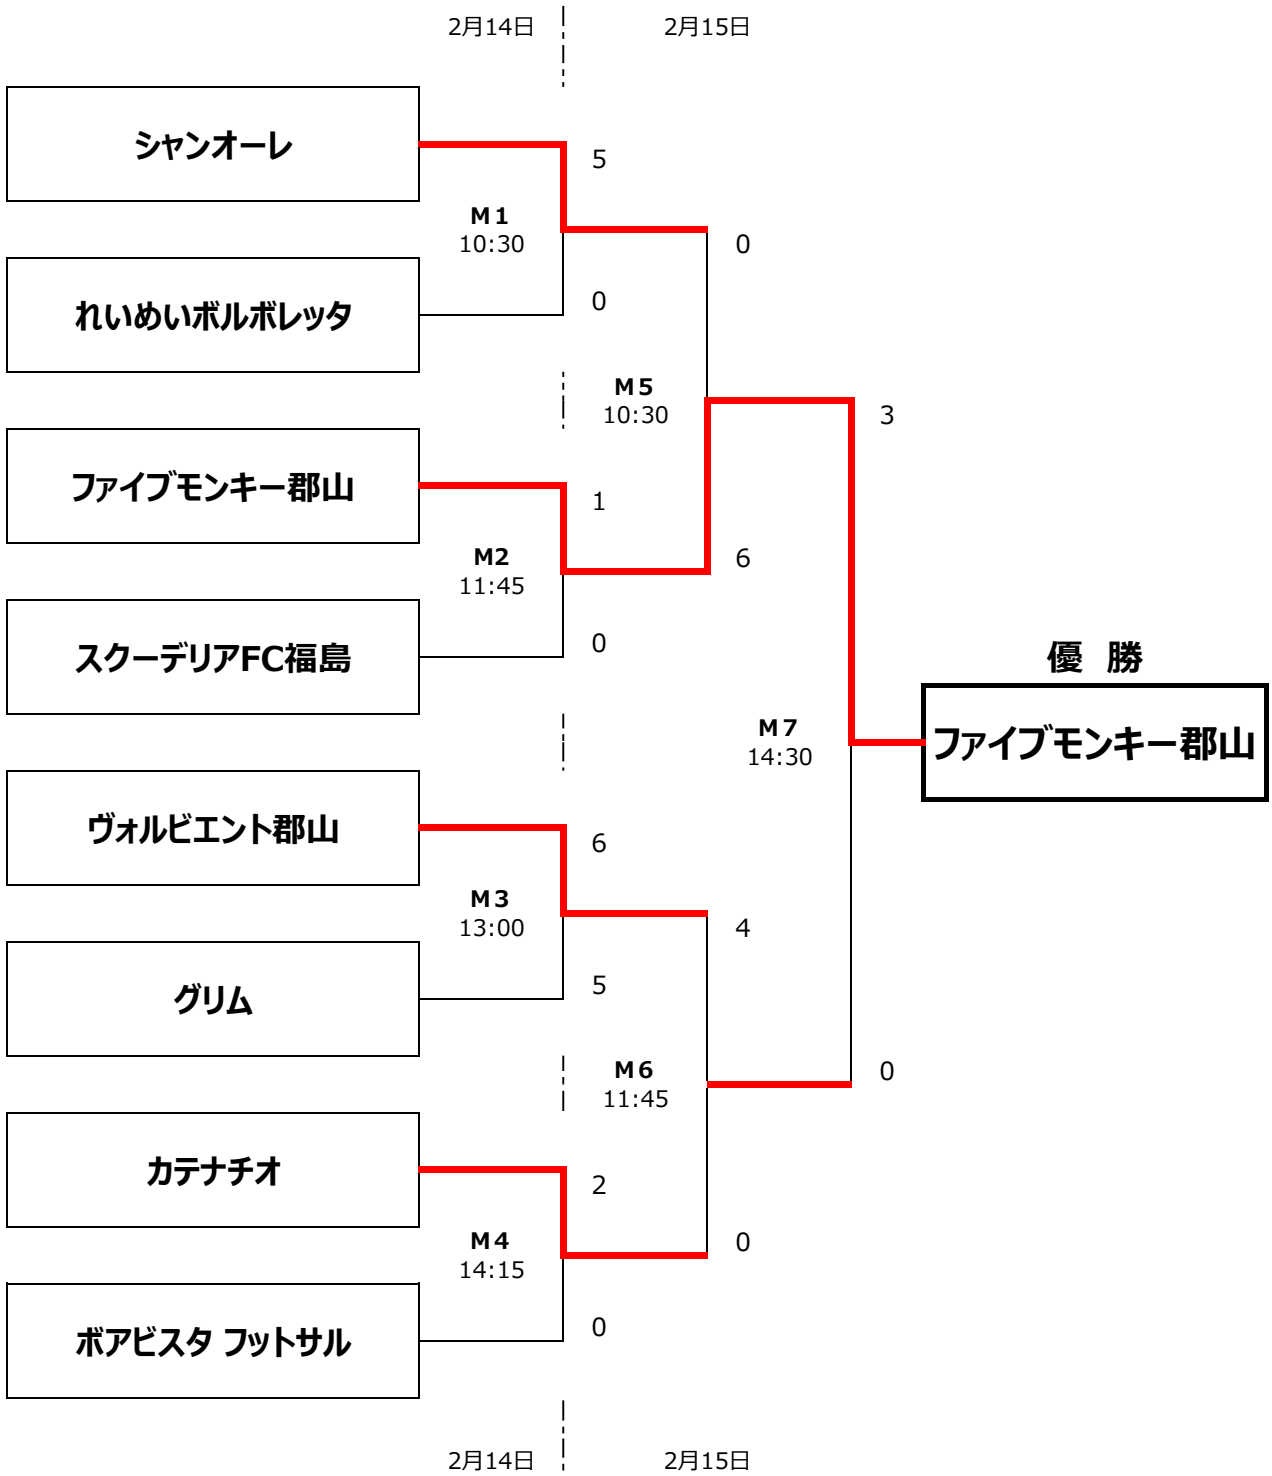 2月14日
2月15日
シャンオーレ
5
M1
10:30
0
れいめいボルボレッタ
0
M5
10:30
3
ファイブモンキー郡山
1
M2
11:45
6
スクーデリアFC福島
0
優 勝
M7
14:30
ファイブモンキー郡山
ヴォルビエント郡山
6
M3
13:00
4
グリム
5
M6
11:45
0
カテナチオ
2
M4
14:15
0
ボアビスタ フットサル
0
2月14日
2月15日